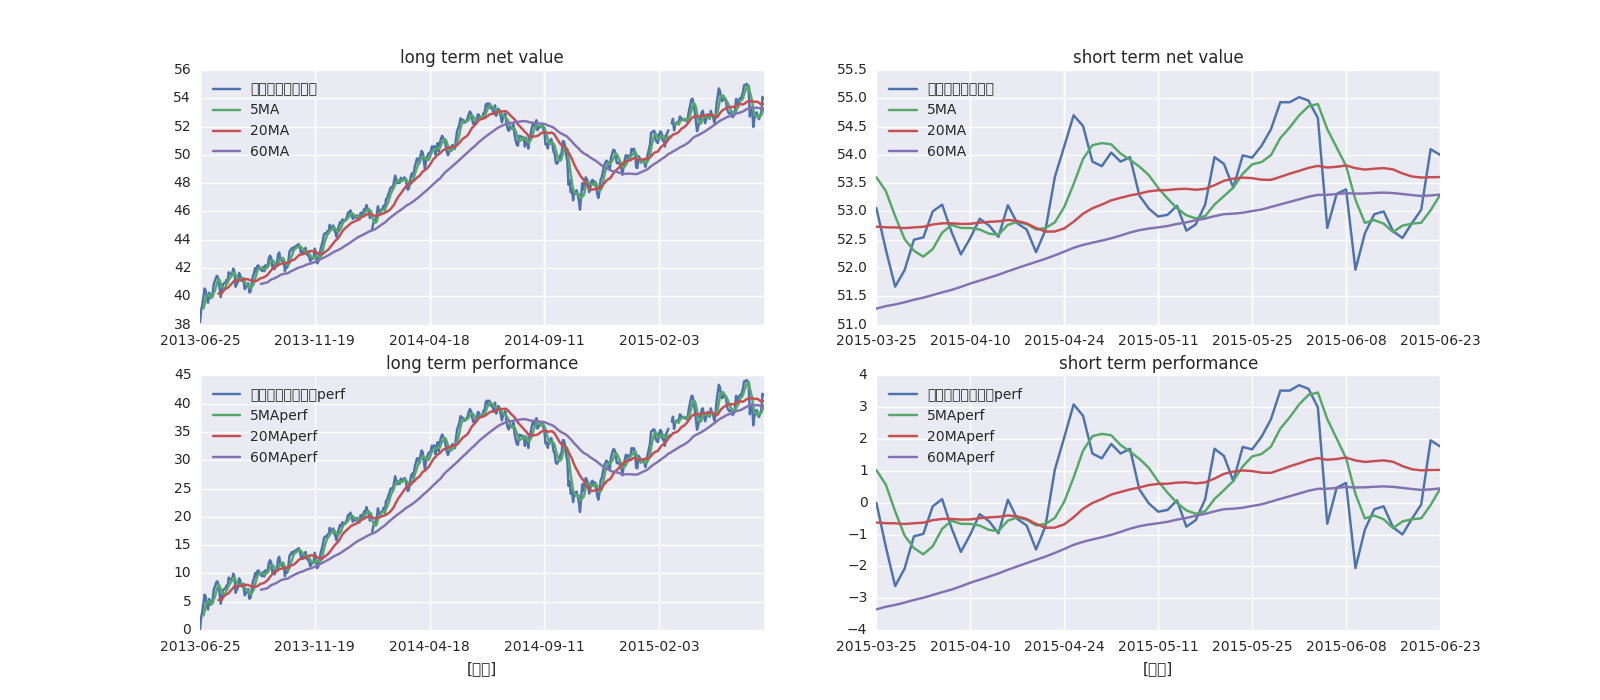 long term net value
56
54
52
50
48
46
44
42
40
38
5MA
20MA
60MA
2013-06-25 2013-11-19 2014-04-18 2014-09-11 2015-02-03
short term net value
55.5
55.0
54.5
54.0
53.5
53.0
52.5
52.0
51.5
51.0
5MA
20MA
60MA
2015-03-25 2015-04-10 2015-04-24 2015-05-11 2015-05-25 2015-06-08 2015-06-23
long term performance
45
40
35
30
25
20
15
10
5
0
perf
5MAperf
20MAperf
60MAperf
2013-06-25 2013-11-19 2014-04-18 2014-09-11 2015-02-03
short term performance
4
3
2
1
0
−1
−2
−3
−4
perf
5MAperf
20MAperf
60MAperf
2015-03-25 2015-04-10 2015-04-24 2015-05-11 2015-05-25 2015-06-08 2015-06-23